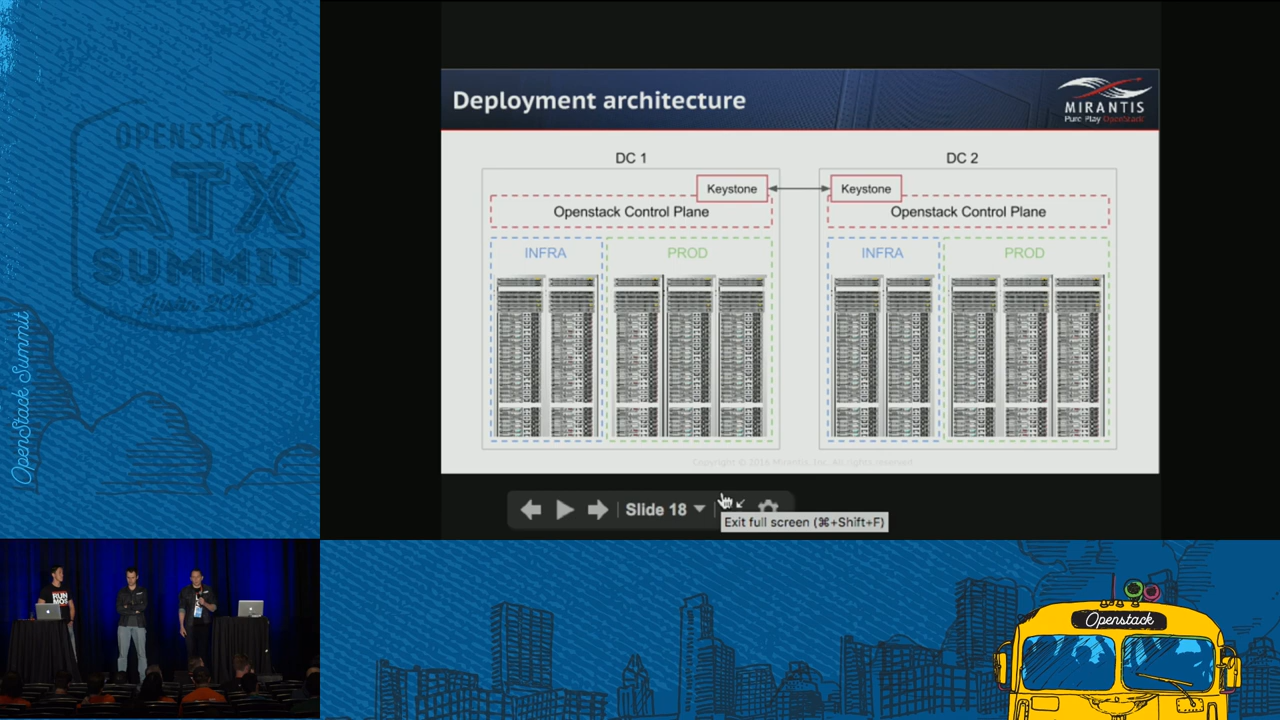 OPENSTACK
ATX
SUMMIT
OpenStack Summit
Deployment architecture
MIRANTIS
Pure Play OpenStack
DC 1
DC 2
Keystone
Keystone
Openstack Control Plane
Openstack Control Plane
INFRA
PROD
INFRA
PROD
Copyright © 2016 Mirantis, Inc. All rights reserved
Slide 18
Exit full screen (⌘+Shift+F)
RUN
MOS
Openstack